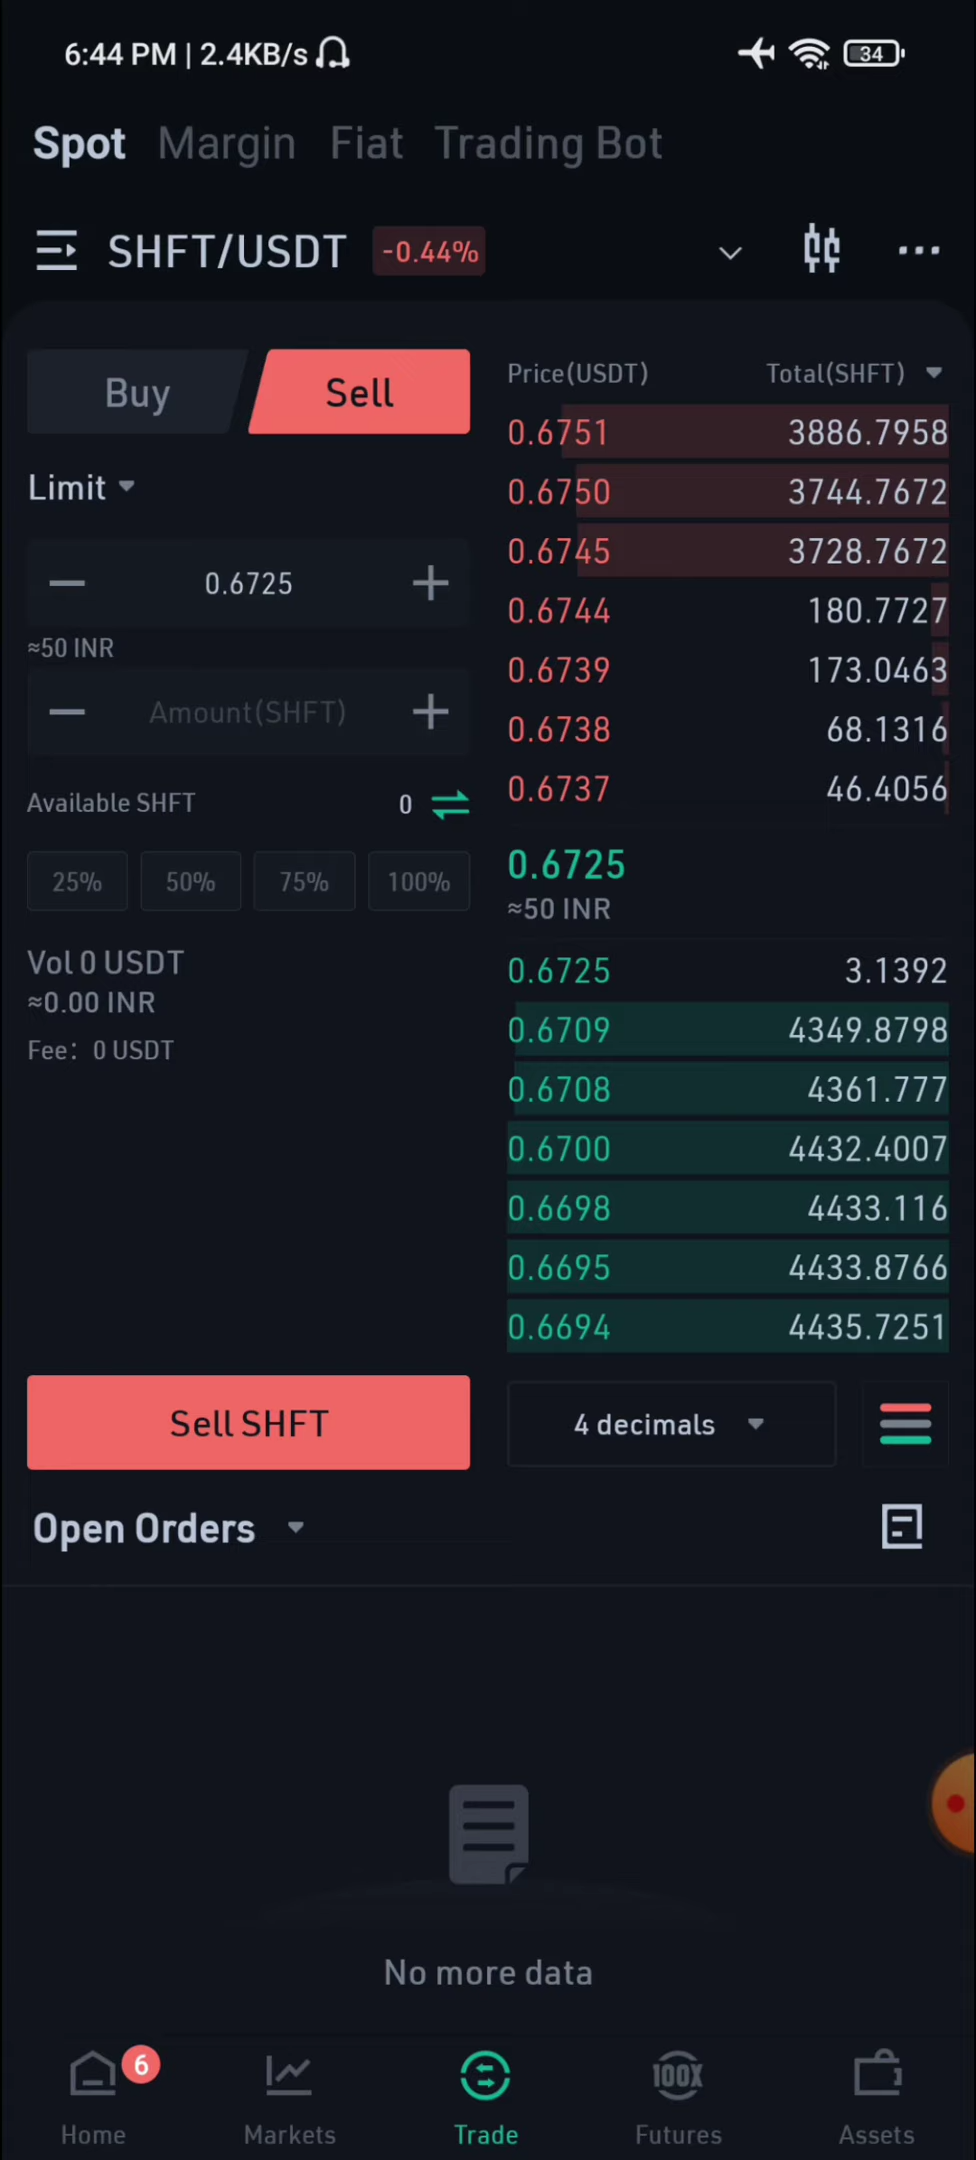 6:44 PM | 2.4KB/s 34
Spot Margin Fiat Trading Bot
SHFT/USDT -0.44%
Buy Sell
Limit
0.6725
≈50 INR
Amount(SHFT)
Available SHFT 0
25% 50% 75% 100%
Vol 0 USDT
≈0.00 INR
Fee: 0 USDT
Sell SHFT
Price(USDT) Total(SHFT)
0.6751 3886.7958
0.6750 3744.7672
0.6745 3728.7672
0.6744 180.7727
0.6739 173.0463
0.6738 68.1316
0.6737 46.4056
0.6725
≈50 INR
0.6725 3.1392
0.6709 4349.8798
0.6708 4361.777
0.6700 4432.4007
0.6698 4433.116
0.6695 4433.8766
0.6694 4435.7251
4 decimals
Open Orders
No more data
6
100X
Home Markets Trade Futures Assets